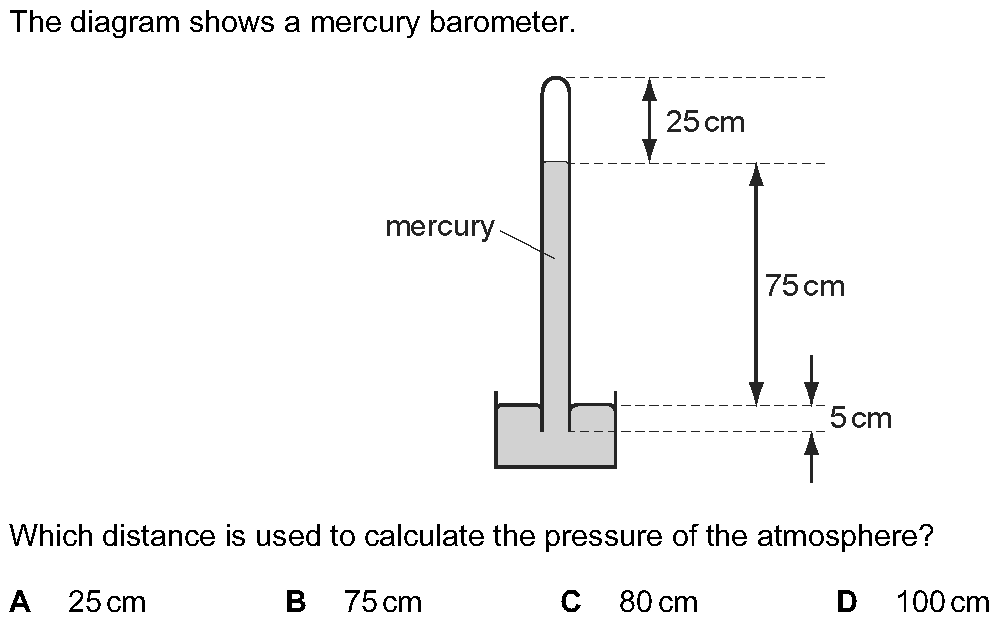 The diagram shows a mercury barometer.
25 cm
mercury
75 cm
5 cm
Which distance is used to calculate the pressure of the atmosphere?
A 25 cm B 75 cm C 80 cm D 100 cm